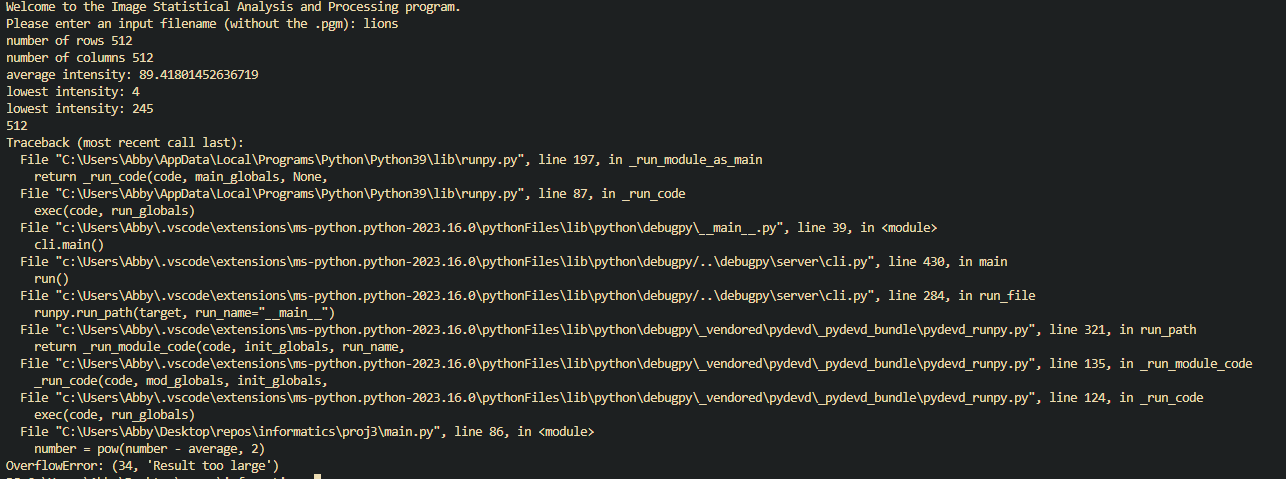 Welcome to the Image Statistical Analysis and Processing program.
Please enter an input filename (without the .pgm): lions
number of rows 512
number of columns 512
average intensity: 89.41801452636719
lowest intensity: 4
lowest intensity: 245
512
Traceback (most recent call last):
  File "C:\Users\Abby\AppData\Local\Programs\Python\Python39\lib\runpy.py", line 197, in _run_module_as_main
    return _run_code(code, main_globals, None,
  File "C:\Users\Abby\AppData\Local\Programs\Python\Python39\lib\runpy.py", line 87, in _run_code
    exec(code, run_globals)
  File "c:\Users\Abby\.vscode\extensions\ms-python.python-2023.16.0\pythonFiles\lib\python\debugpy\__main__.py", line 39, in <module>
    cli.main()
  File "c:\Users\Abby\.vscode\extensions\ms-python.python-2023.16.0\pythonFiles\lib\python\debugpy/..\debugpy\server\cli.py", line 430, in main
    run()
  File "c:\Users\Abby\.vscode\extensions\ms-python.python-2023.16.0\pythonFiles\lib\python\debugpy/..\debugpy\server\cli.py", line 284, in run_file
    runpy.run_path(target, run_name="__main__")
  File "c:\Users\Abby\.vscode\extensions\ms-python.python-2023.16.0\pythonFiles\lib\python\debugpy\_vendored\pydevd\_pydevd_bundle\pydevd_runpy.py", line 321, in run_path
    return _run_module_code(code, init_globals, run_name,
  File "c:\Users\Abby\.vscode\extensions\ms-python.python-2023.16.0\pythonFiles\lib\python\debugpy\_vendored\pydevd\_pydevd_bundle\pydevd_runpy.py", line 135, in _run_module_code
    _run_code(code, mod_globals, init_globals,
  File "c:\Users\Abby\.vscode\extensions\ms-python.python-2023.16.0\pythonFiles\lib\python\debugpy\_vendored\pydevd\_pydevd_bundle\pydevd_runpy.py", line 124, in _run_code
    exec(code, run_globals)
  File "C:\Users\Abby\Desktop\repos\informatics\proj3\main.py", line 86, in <module>
    number = pow(number - average, 2)
OverflowError: (34, 'Result too large')